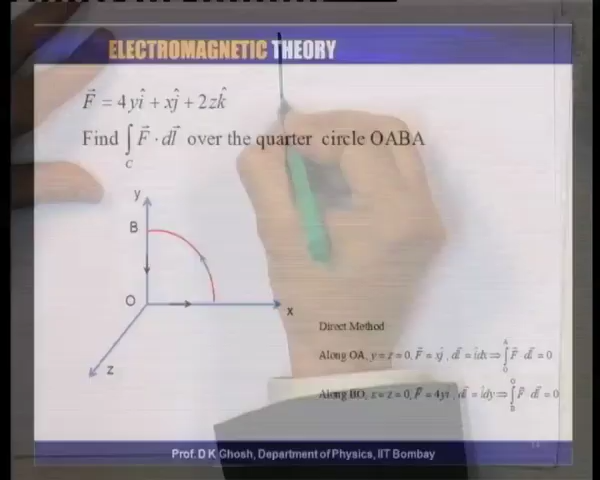 ELECTROMAGNETIC THEORY
F⃗ = 4yî + xĵ + 2zk̂
Find ∫_C F⃗ · dl⃗ over the quarter circle OABA
y
B
O
x
z
Direct Method
Along OA, y = z = 0, F⃗ = xĵ, dl⃗ = îdx ⇒ ∫_O^A F⃗ dl⃗ = 0
Along BO, x = z = 0, F⃗ = 4yî, dl⃗ = îdy ⇒ ∫_B^O F⃗ dl⃗ = 0
Prof. D K Ghosh, Department of Physics, IIT Bombay